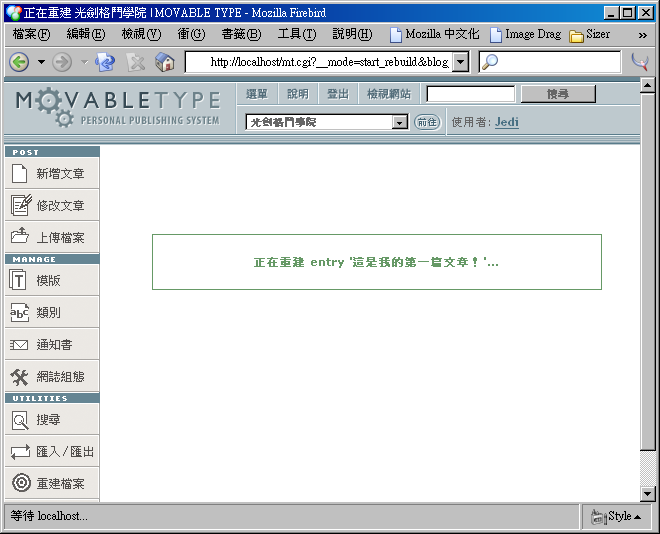 正在重建 光劍格鬥學院 | MOVABLE TYPE - Mozilla Firebird
檔案(F) 編輯(E) 檢視(V) 衝(G) 書籤(B) 工具(T) 說明(H) Mozilla 中文化 Image Drag Sizer »
http://localhost/mt.cgi?__mode=start_rebuild&blog_
MOVABLETYPE
PERSONAL PUBLISHING SYSTEM
選單 說明 登出 檢視網站 搜尋
光劍格鬥學院 前往 使用者: Jedi
POST
新增文章
修改文章
上傳檔案
MANAGE
模版
類別
通知書
網誌組態
UTILITIES
搜尋
匯入/匯出
重建檔案
正在重建 entry '這是我的第一篇文章！'...
等待 localhost...
Style